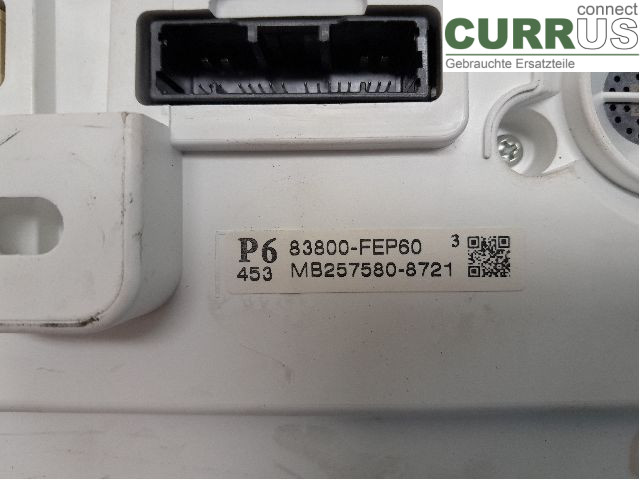 connect
CURRUS
Gebrauchte Ersatzteile
P6 83800-FEP60 3
453 MB257580-8721